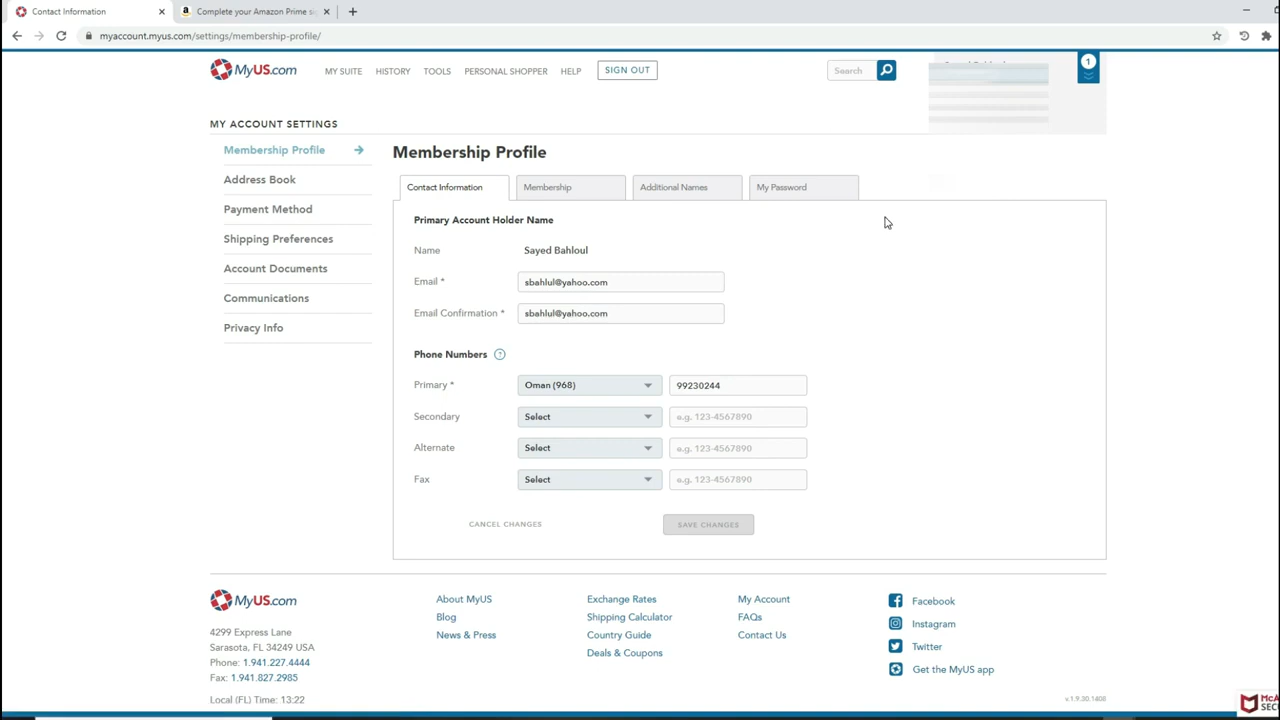 Contact Information
Complete your Amazon Prime si
myaccount.myus.com/settings/membership-profile/
MyUS.com
MY SUITE
HISTORY
TOOLS
PERSONAL SHOPPER
HELP
SIGN OUT
Search
1
MY ACCOUNT SETTINGS
Membership Profile
Address Book
Payment Method
Shipping Preferences
Account Documents
Communications
Privacy Info
Membership Profile
Contact Information
Membership
Additional Names
My Password
Primary Account Holder Name
Name Sayed Bahloul
Email * sbahlul@yahoo.com
Email Confirmation * sbahlul@yahoo.com
Phone Numbers ?
Primary * Oman (968) 99230244
Secondary Select e.g. 123-4567890
Alternate Select e.g. 123-4567890
Fax Select e.g. 123-4567890
CANCEL CHANGES SAVE CHANGES
MyUS.com
4299 Express Lane
Sarasota, FL 34249 USA
Phone: 1.941.227.4444
Fax: 1.941.827.2985
Local (FL) Time: 13:22
About MyUS
Blog
News & Press
Exchange Rates
Shipping Calculator
Country Guide
Deals & Coupons
My Account
FAQs
Contact Us
Facebook
Instagram
Twitter
Get the MyUS app
v.1.9.30.1408
McA
SEC